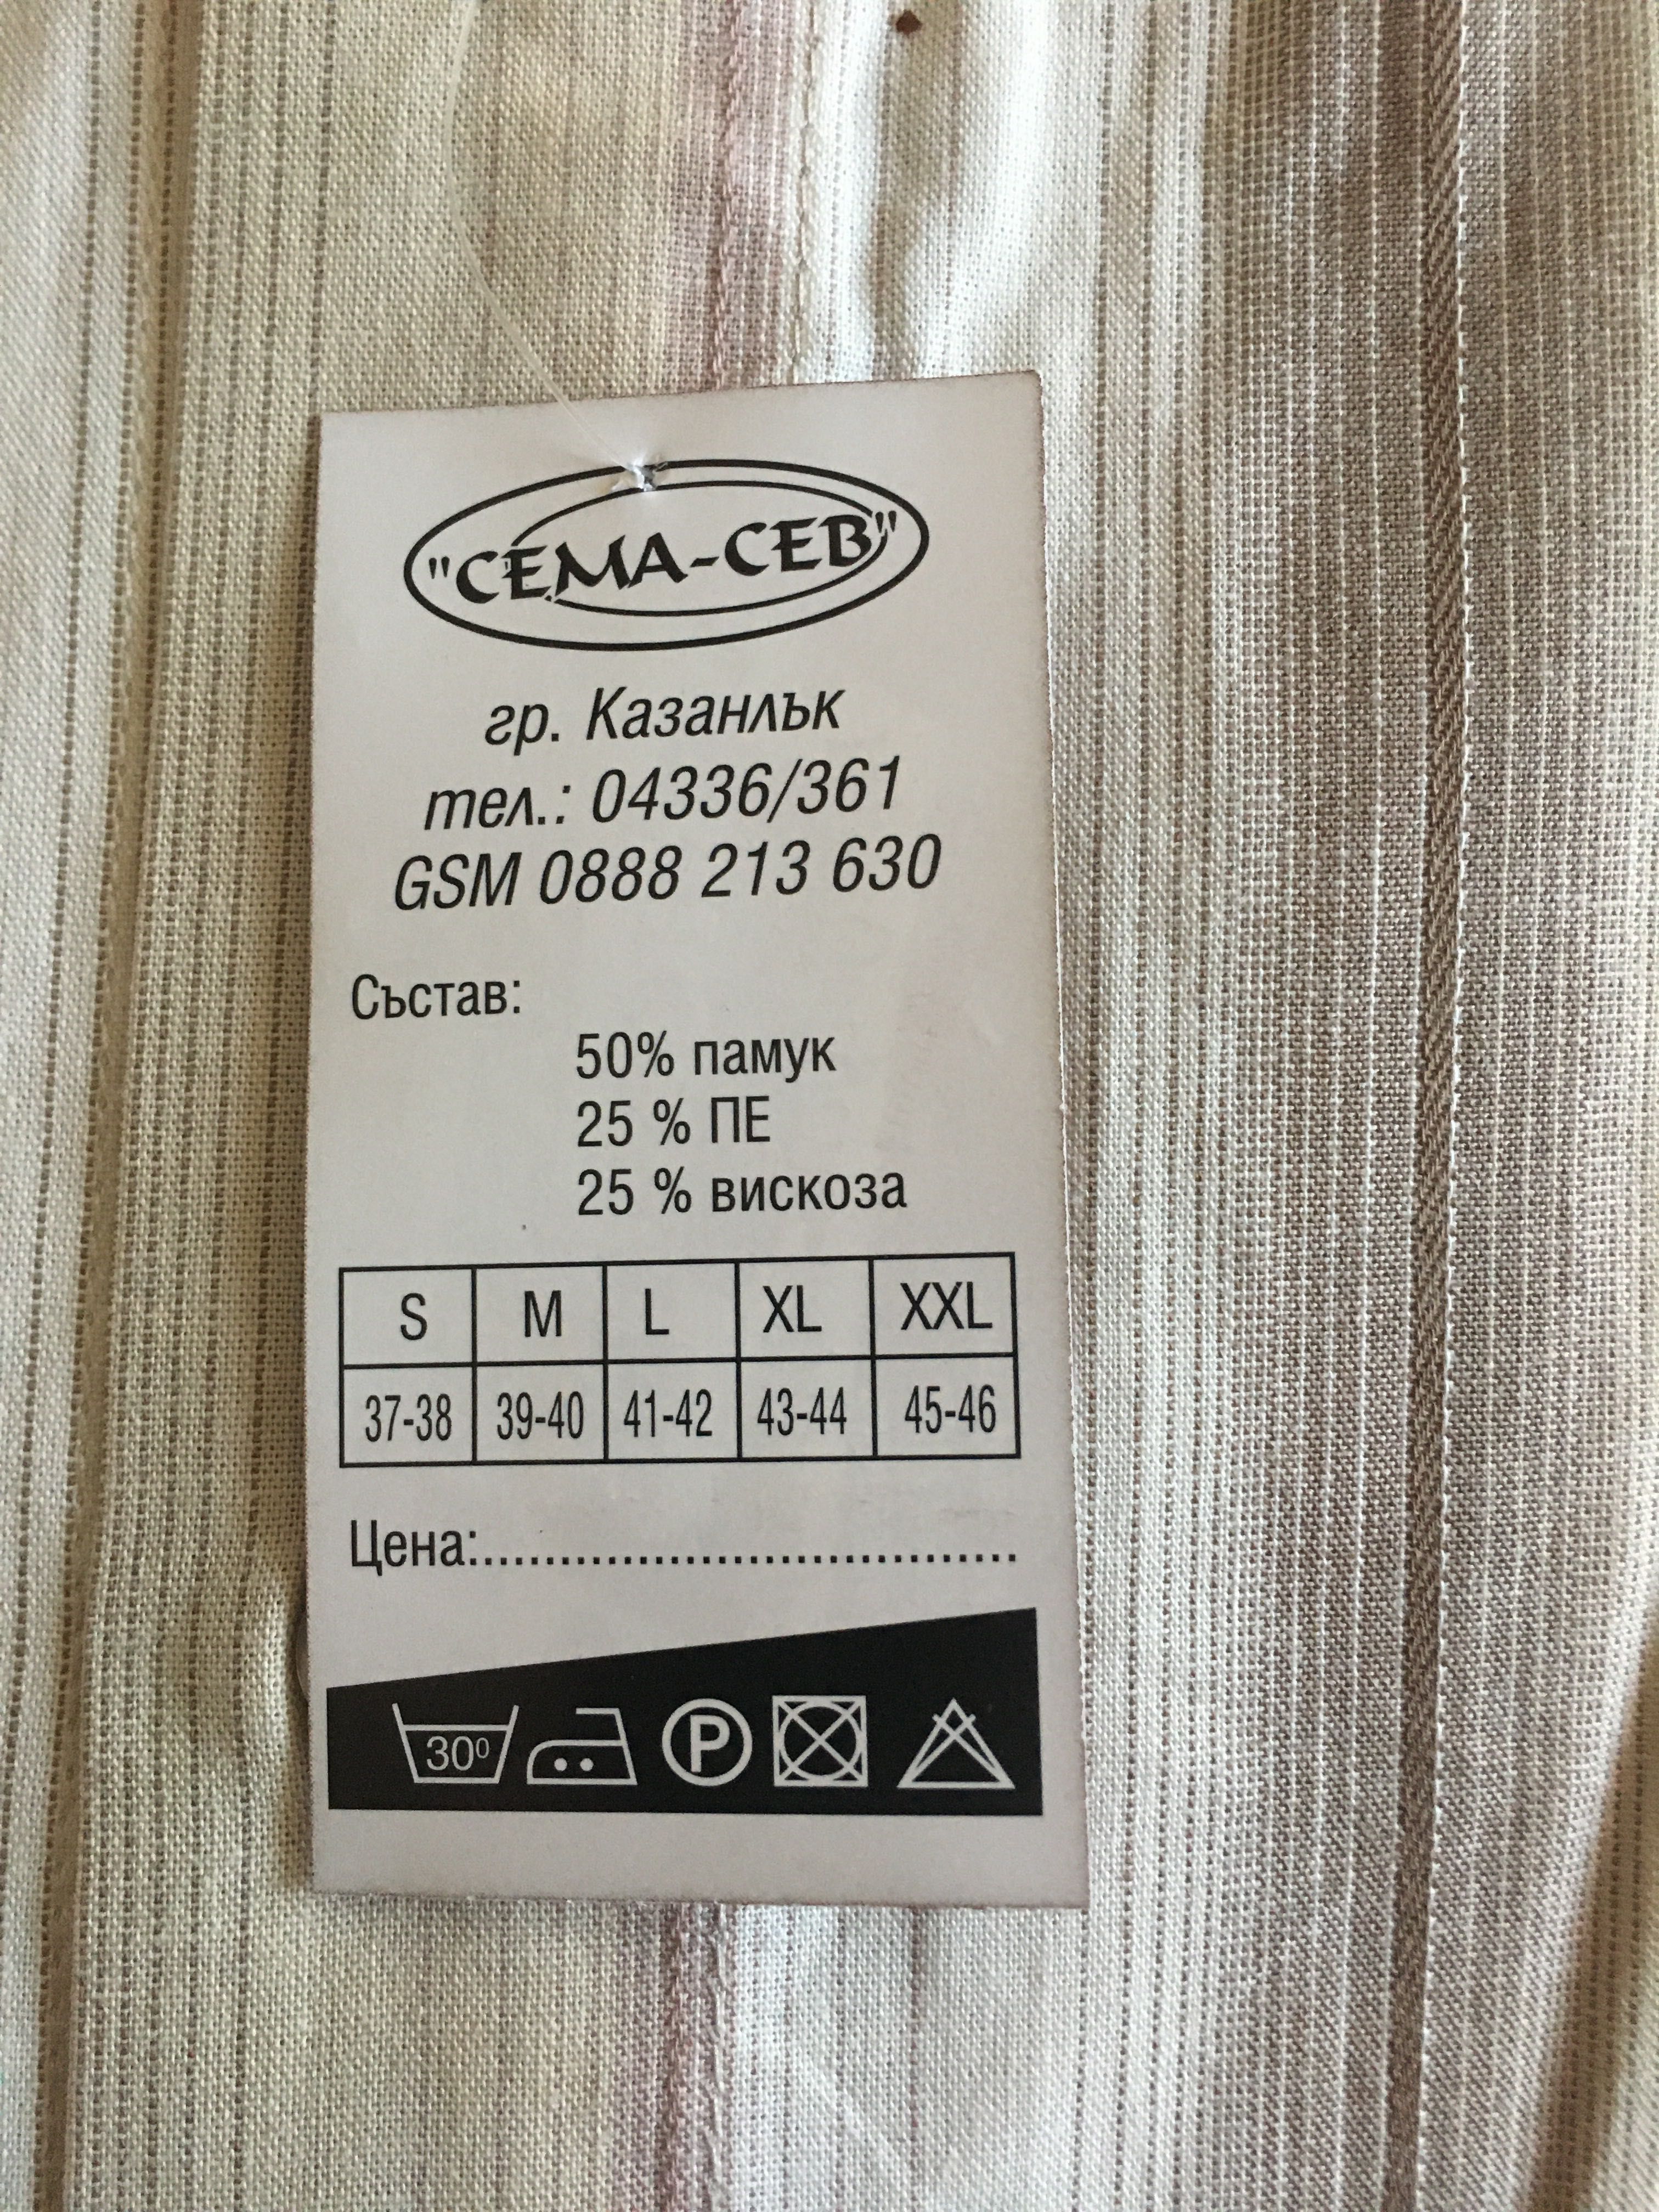 "СЕМА-СЕВ"
гр. Казанлък
тел.: 04336/361
GSM 0888 213 630
Състав:
50% памук
25 % ПЕ
25 % вискоза
S M L XL XXL
37-38 39-40 41-42 43-44 45-46
Цена:.....................................
30⁰ P